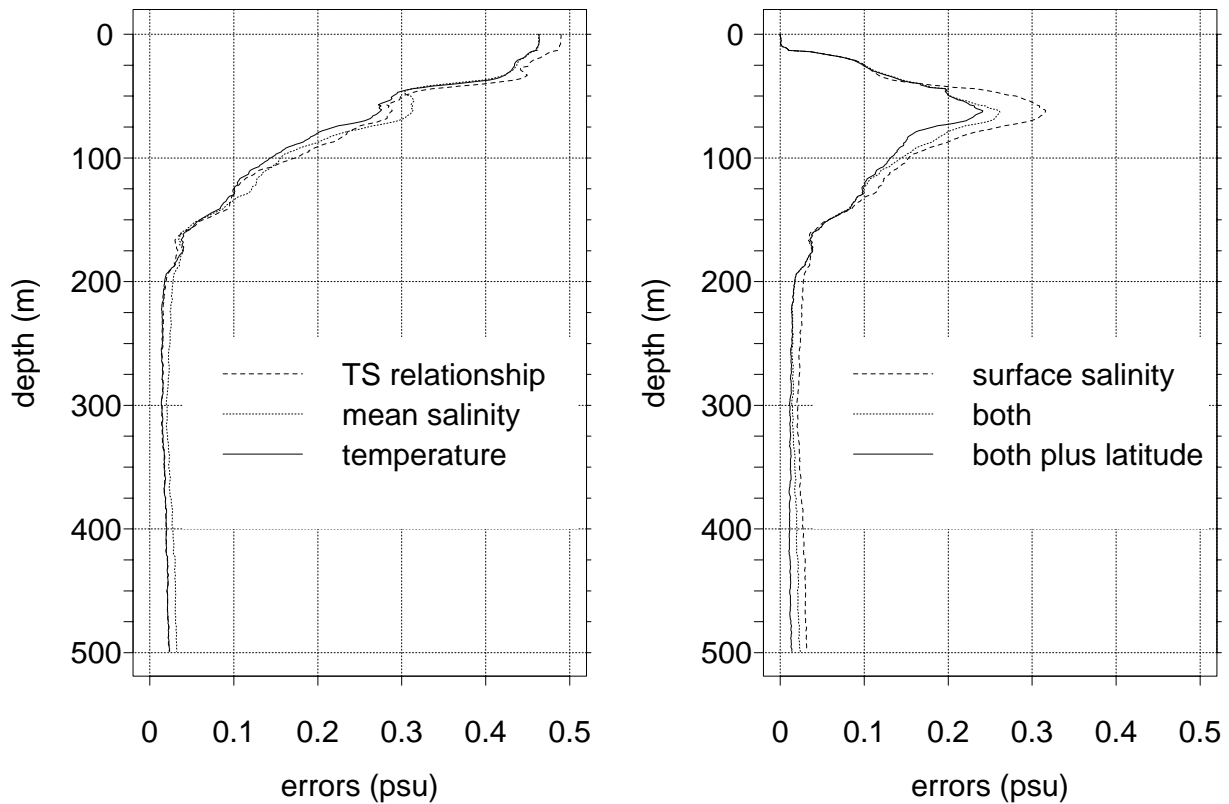 0
100
200
300
400
500
depth (m)
TS relationship
mean salinity
temperature
0 0.1 0.2 0.3 0.4 0.5
errors (psu)
0
100
200
300
400
500
depth (m)
surface salinity
both
both plus latitude
0 0.1 0.2 0.3 0.4 0.5
errors (psu)